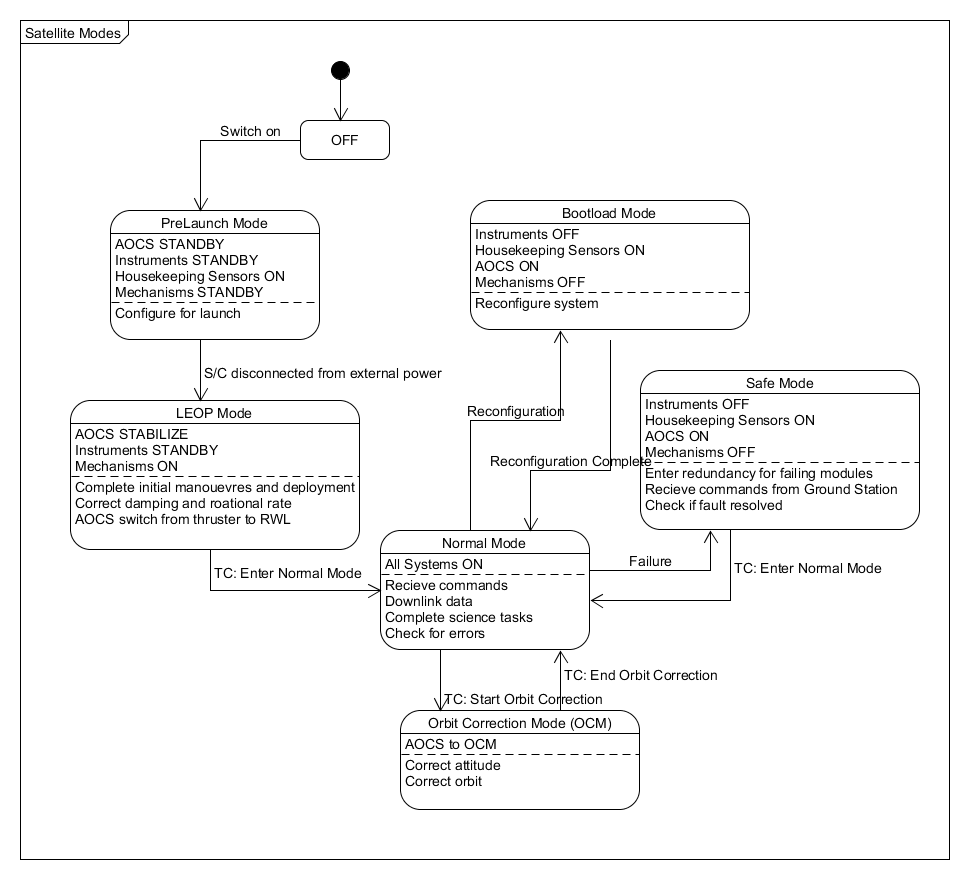 Satellite Modes
Switch on
OFF
PreLaunch Mode
AOCS STANDBY
Instruments STANDBY
Housekeeping Sensors ON
Mechanisms STANDBY
Configure for launch
Bootload Mode
Instruments OFF
Housekeeping Sensors ON
AOCS ON
Mechanisms OFF
Reconfigure system
S/C disconnected from external power
Safe Mode
Instruments OFF
Housekeeping Sensors ON
AOCS ON
Mechanisms OFF
Enter redundancy for failing modules
Recieve commands from Ground Station
Check if fault resolved
LEOP Mode
AOCS STABILIZE
Instruments STANDBY
Mechanisms ON
Complete initial manouevres and deployment
Correct damping and roational rate
AOCS switch from thruster to RWL
Reconfiguration
Reconfiguration Complete
Normal Mode
All Systems ON
Recieve commands
Downlink data
Complete science tasks
Check for errors
Failure
TC: Enter Normal Mode
TC: Enter Normal Mode
TC: End Orbit Correction
TC: Start Orbit Correction
Orbit Correction Mode (OCM)
AOCS to OCM
Correct attitude
Correct orbit